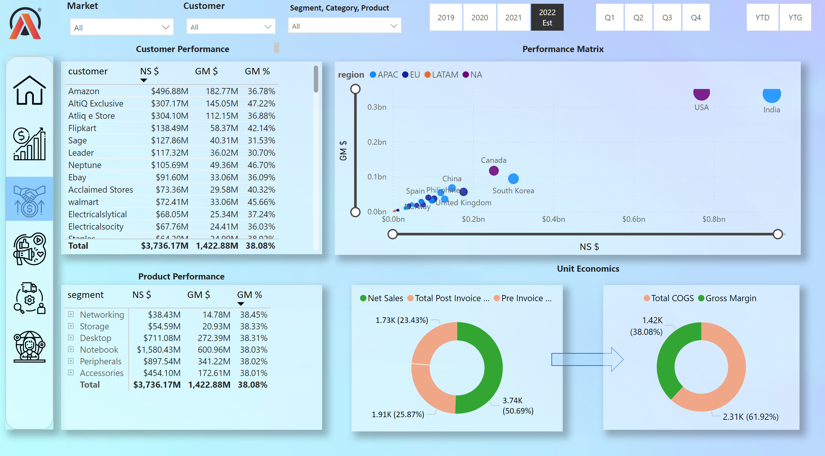 Market
All
Customer
All
Segment, Category, Product
All
2019 2020 2021 2022 Est
Q1 Q2 Q3 Q4
YTD YTG
Customer Performance
customer NS $ GM $ GM %
Amazon $496.88M 182.77M 36.78%
AltiQ Exclusive $307.17M 145.05M 47.22%
Atliq e Store $304.10M 112.15M 36.88%
Flipkart $138.49M 58.37M 42.14%
Sage $127.86M 40.31M 31.53%
Leader $117.32M 36.02M 30.70%
Neptune $105.69M 49.36M 46.70%
Ebay $91.60M 33.06M 36.09%
Acclaimed Stores $73.36M 29.58M 40.32%
walmart $72.41M 33.06M 45.66%
Electricalslytical $68.05M 25.34M 37.24%
Electricalsocity $67.76M 24.41M 36.03%
Total $3,736.17M 1,422.88M 38.08%
Performance Matrix
region APAC EU LATAM NA
GM $
0.3bn
0.2bn
0.1bn
0.0bn
USA
India
Canada
China
South Korea
Spain
United Kingdom
$0.0bn $0.2bn $0.4bn $0.6bn $0.8bn
NS $
Product Performance
segment NS $ GM $ GM %
Networking $38.43M 14.78M 38.45%
Storage $54.59M 20.93M 38.33%
Desktop $711.08M 272.39M 38.31%
Notebook $1,580.43M 600.96M 38.03%
Peripherals $897.54M 341.22M 38.02%
Accessories $454.10M 172.61M 38.01%
Total $3,736.17M 1,422.88M 38.08%
Unit Economics
Net Sales Total Post Invoice ... Pre Invoice ...
1.73K (23.43%)
1.91K (25.87%)
3.74K
(50.69%)
Total COGS Gross Margin
1.42K
(38.08%)
2.31K (61.92%)